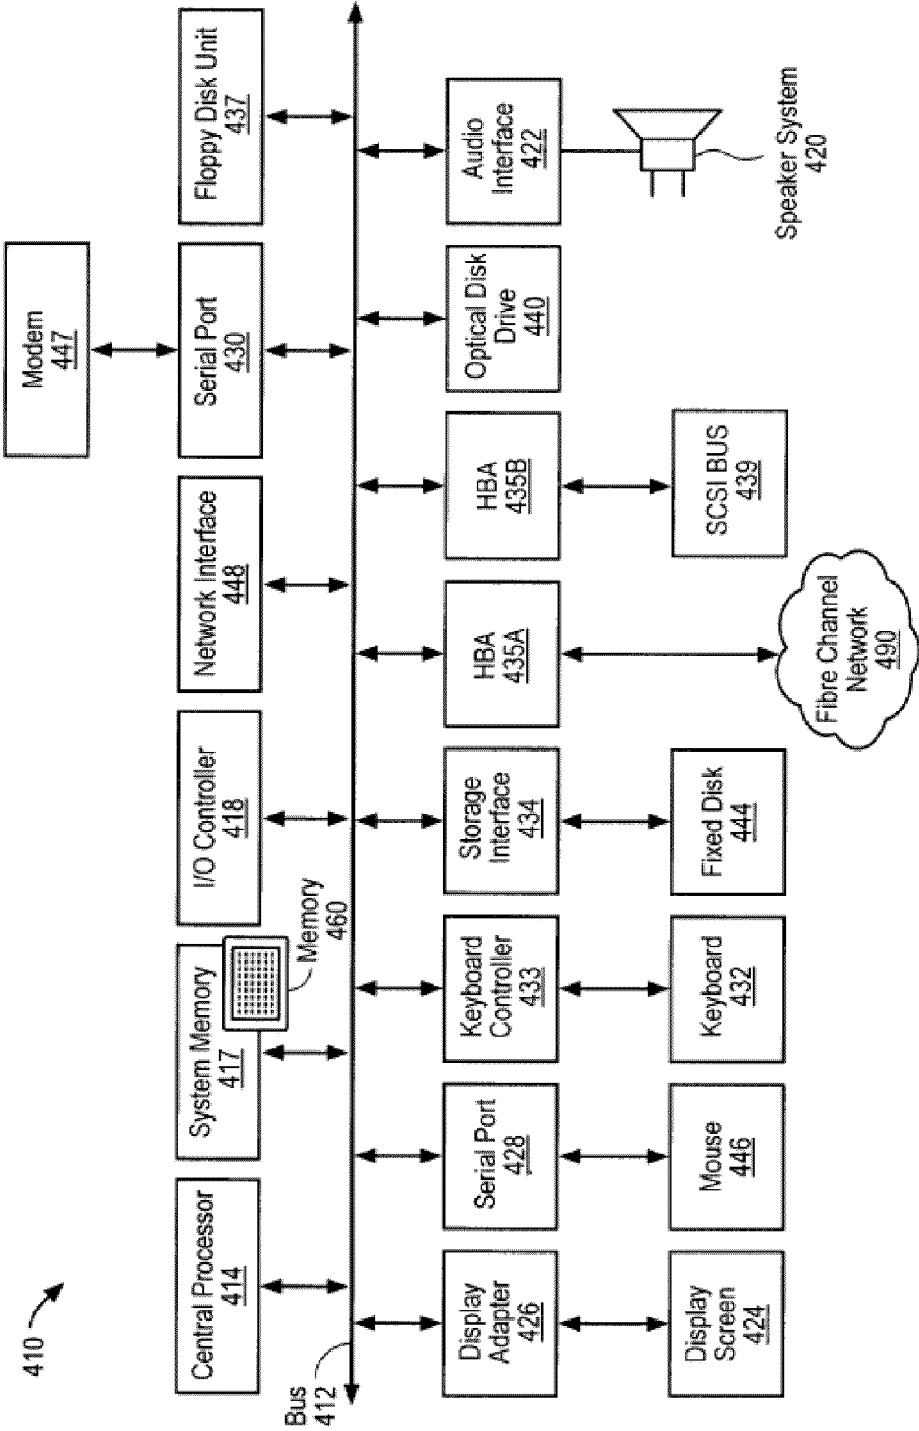 410
Modem
447
Central Processor
414
System Memory
417
I/O Controller
418
Network Interface
448
Serial Port
430
Floppy Disk Unit
437
Memory
460
Bus
412
Display
Adapter
426
Serial Port
428
Keyboard
Controller
433
Storage
Interface
434
HBA
435A
HBA
435B
Optical Disk
Drive
440
Audio
Interface
422
Display
Screen
424
Mouse
446
Keyboard
432
Fixed Disk
444
Fibre Channel
Network
490
SCSI BUS
439
Speaker System
420